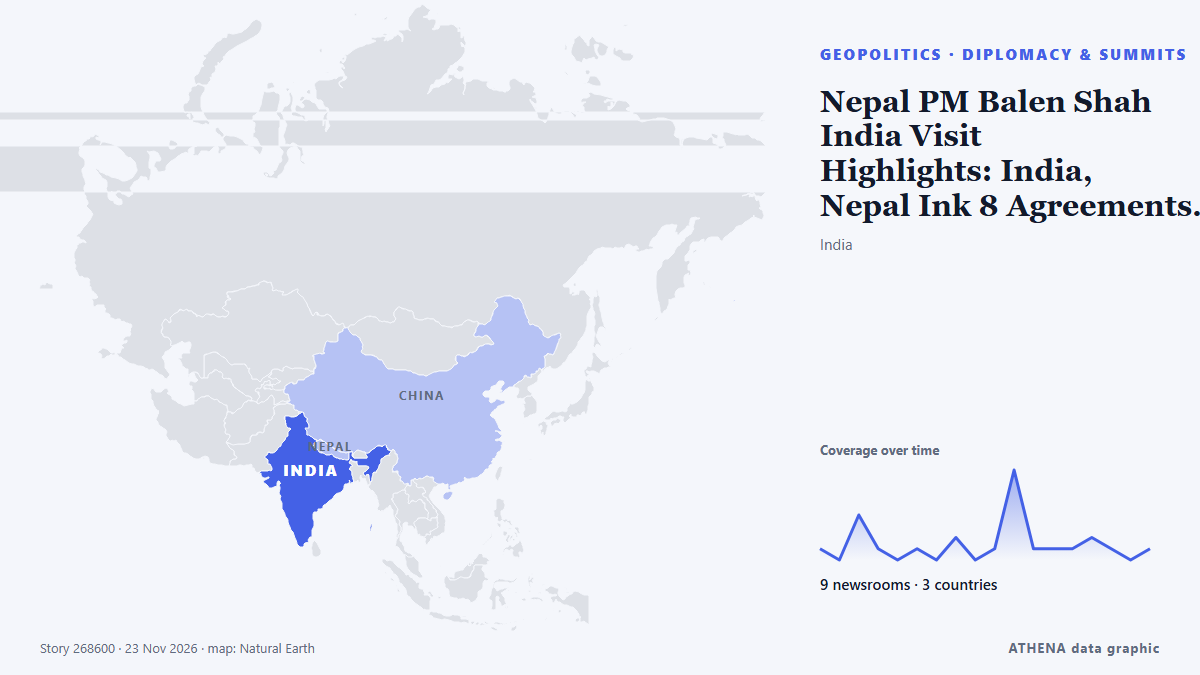 GEOPOLITICS · DIPLOMACY & SUMMITS
Nepal PM Balen Shah
India Visit
Highlights: India,
Nepal Ink 8 Agreements.
India
CHINA
NEPAL
INDIA
Coverage over time
9 newsrooms · 3 countries
Story 268600 · 23 Nov 2026 · map: Natural Earth
ATHENA data graphic